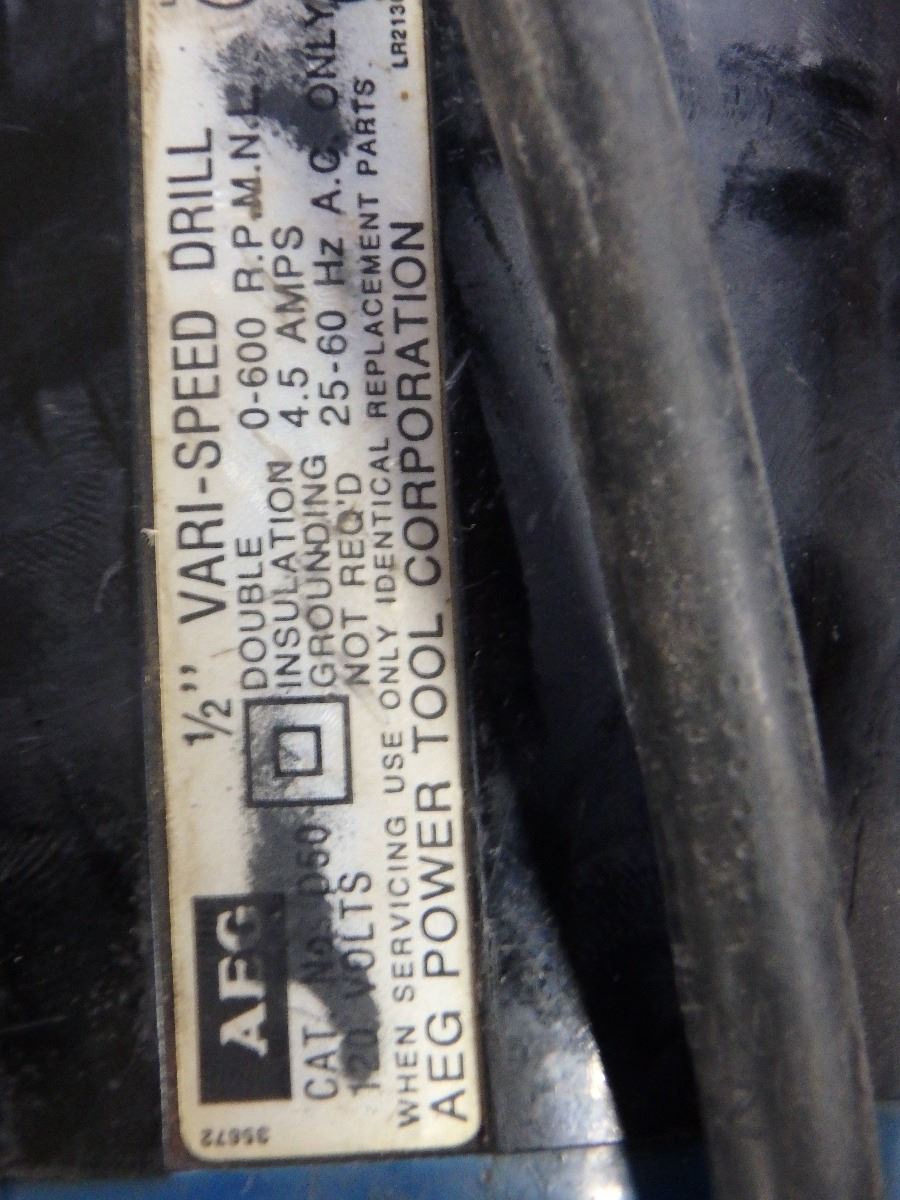 AEG
1/2" VARI-SPEED DRILL
DOUBLE
INSULATION
GROUNDING
NOT REQ'D
0-600 R.P.M.N.L.
4.5 AMPS
25-60 Hz A.C. ONLY
CAT No. D50
120 VOLTS
WHEN SERVICING USE ONLY IDENTICAL REPLACEMENT PARTS
AEG POWER TOOL CORPORATION
35672